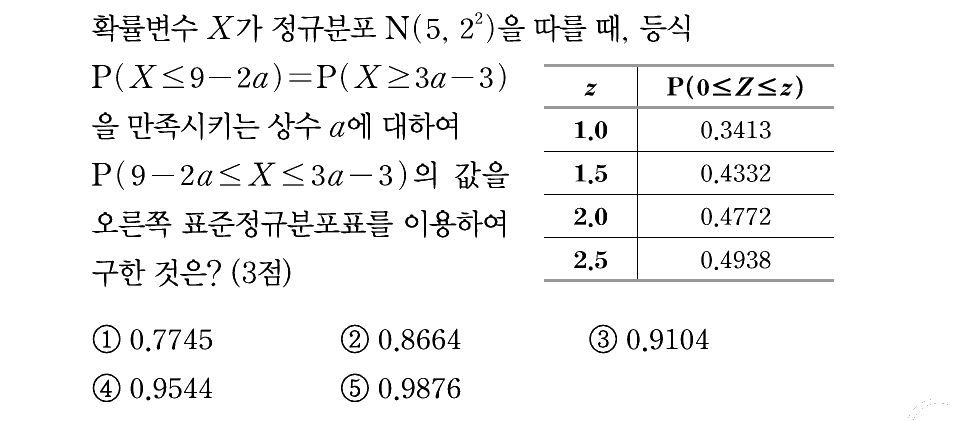 확률변수 X가 정규분포 N(5, 2²)을 따를 때, 등식
P(X≤9−2a)=P(X≥3a−3)
을 만족시키는 상수 a에 대하여
P(9−2a≤X≤3a−3)의 값을
오른쪽 표준정규분포표를 이용하여
구한 것은? (3점)
z P(0≤Z≤z)
1.0 0.3413
1.5 0.4332
2.0 0.4772
2.5 0.4938
① 0.7745 ② 0.8664 ③ 0.9104
④ 0.9544 ⑤ 0.9876